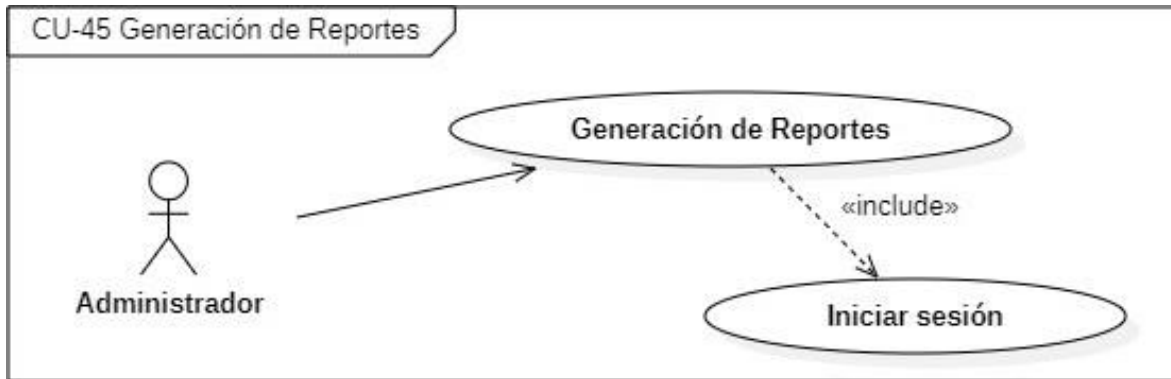 CU-45 Generación de Reportes
Generación de Reportes
«include»
Administrador
Iniciar sesión